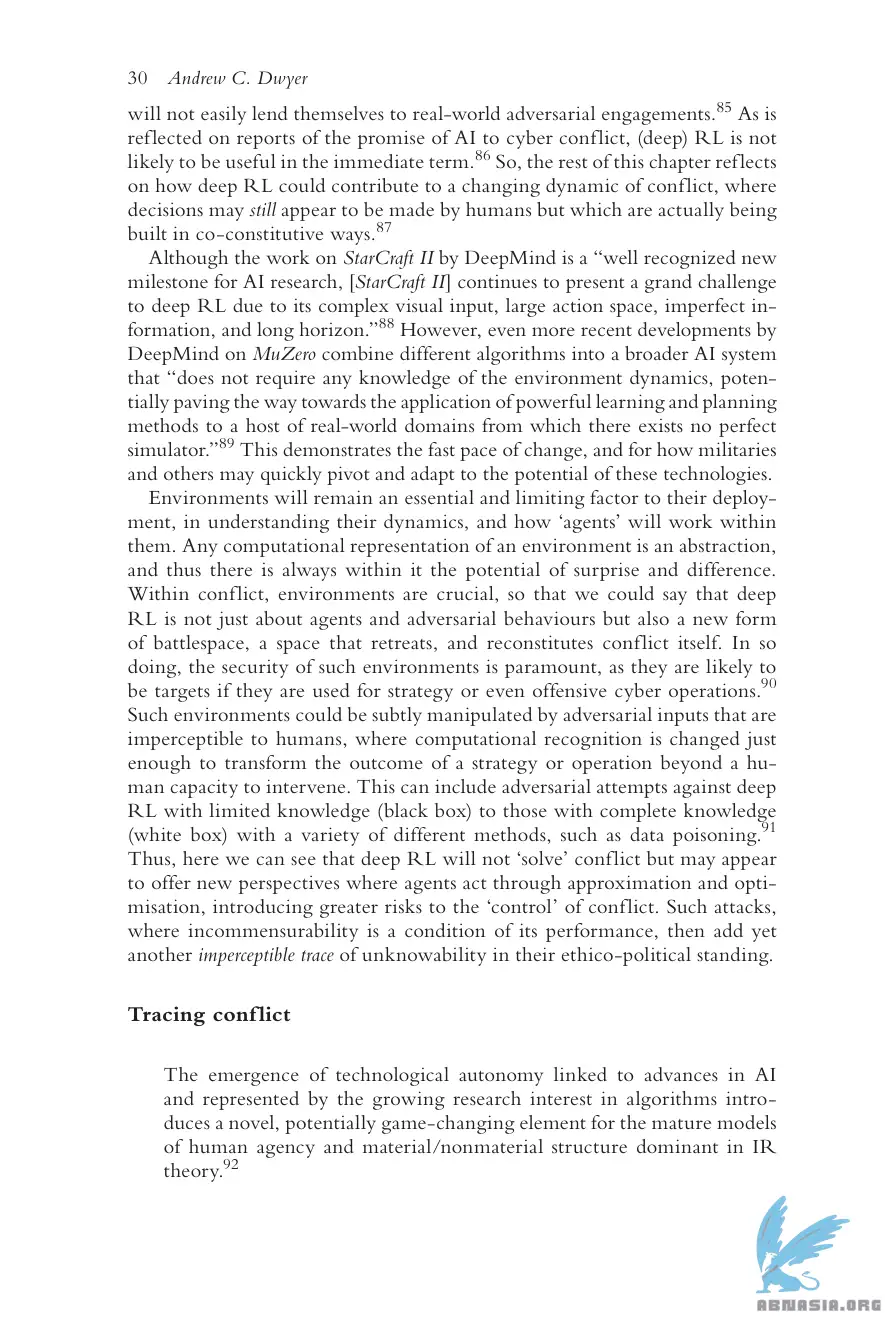 30 Andrew C. Dwyer
will not easily lend themselves to real-world adversarial engagements.85 As is
reflected on reports of the promise of AI to cyber conflict, (deep) RL is not
likely to be useful in the immediate term.86 So, the rest of this chapter reflects
on how deep RL could contribute to a changing dynamic of conflict, where
decisions may still appear to be made by humans but which are actually being
built in co-constitutive ways.87
Although the work on StarCraft II by DeepMind is a “well recognized new
milestone for AI research, [StarCraft II] continues to present a grand challenge
to deep RL due to its complex visual input, large action space, imperfect in-
formation, and long horizon.”88 However, even more recent developments by
DeepMind on MuZero combine different algorithms into a broader AI system
that “does not require any knowledge of the environment dynamics, poten-
tially paving the way towards the application of powerful learning and planning
methods to a host of real-world domains from which there exists no perfect
simulator.”89 This demonstrates the fast pace of change, and for how militaries
and others may quickly pivot and adapt to the potential of these technologies.
Environments will remain an essential and limiting factor to their deploy-
ment, in understanding their dynamics, and how ‘agents’ will work within
them. Any computational representation of an environment is an abstraction,
and thus there is always within it the potential of surprise and difference.
Within conflict, environments are crucial, so that we could say that deep
RL is not just about agents and adversarial behaviours but also a new form
of battlespace, a space that retreats, and reconstitutes conflict itself. In so
doing, the security of such environments is paramount, as they are likely to
be targets if they are used for strategy or even offensive cyber operations.90
Such environments could be subtly manipulated by adversarial inputs that are
imperceptible to humans, where computational recognition is changed just
enough to transform the outcome of a strategy or operation beyond a hu-
man capacity to intervene. This can include adversarial attempts against deep
RL with limited knowledge (black box) to those with complete knowledge
(white box) with a variety of different methods, such as data poisoning.91
Thus, here we can see that deep RL will not ‘solve’ conflict but may appear
to offer new perspectives where agents act through approximation and opti-
misation, introducing greater risks to the ‘control’ of conflict. Such attacks,
where incommensurability is a condition of its performance, then add yet
another imperceptible trace of unknowability in their ethico-political standing.
Tracing conflict
The emergence of technological autonomy linked to advances in AI
and represented by the growing research interest in algorithms intro-
duces a novel, potentially game-changing element for the mature models
of human agency and material/nonmaterial structure dominant in IR
theory.92
ABNASIA.ORG